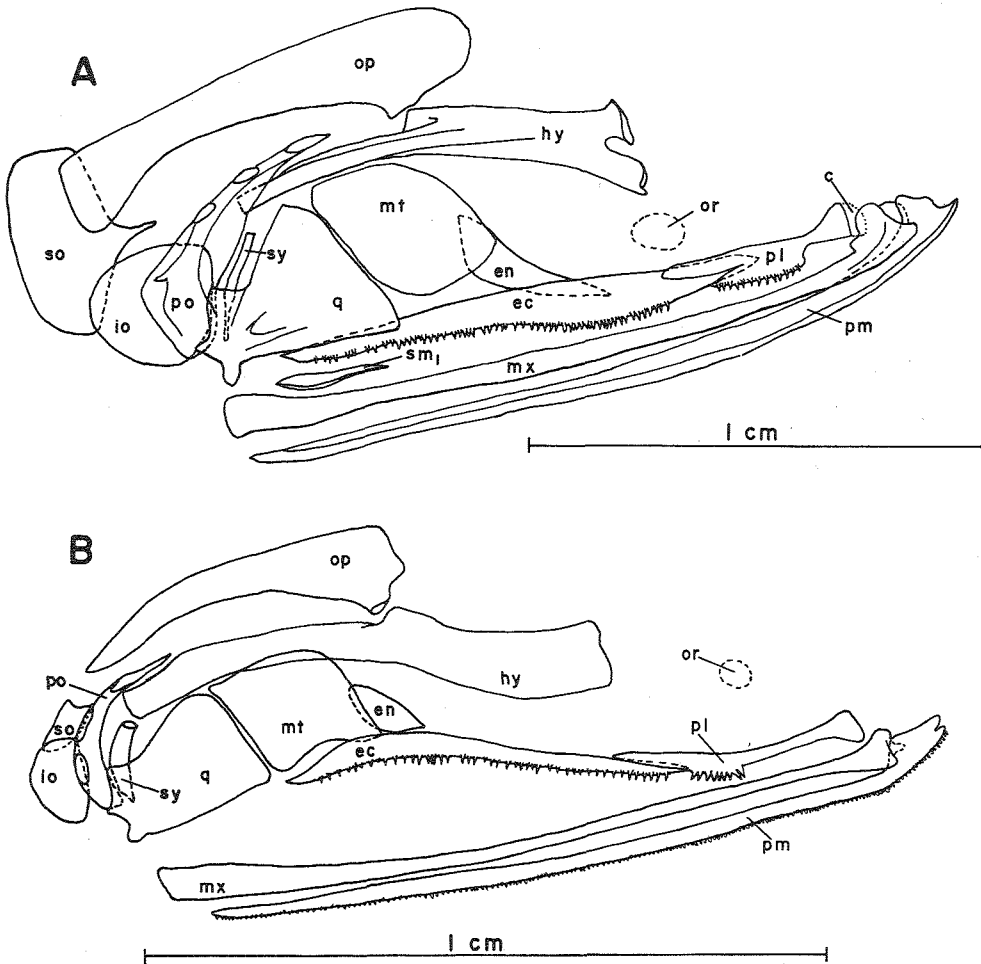 A
op
hy
c
or
mt
so
sy
pl
en
po
io
q
ec
pm
sm1
mx
1 cm
B
op
or
po
hy
en
so
mt
pl
ec
io
q
sy
pm
mx
1 cm